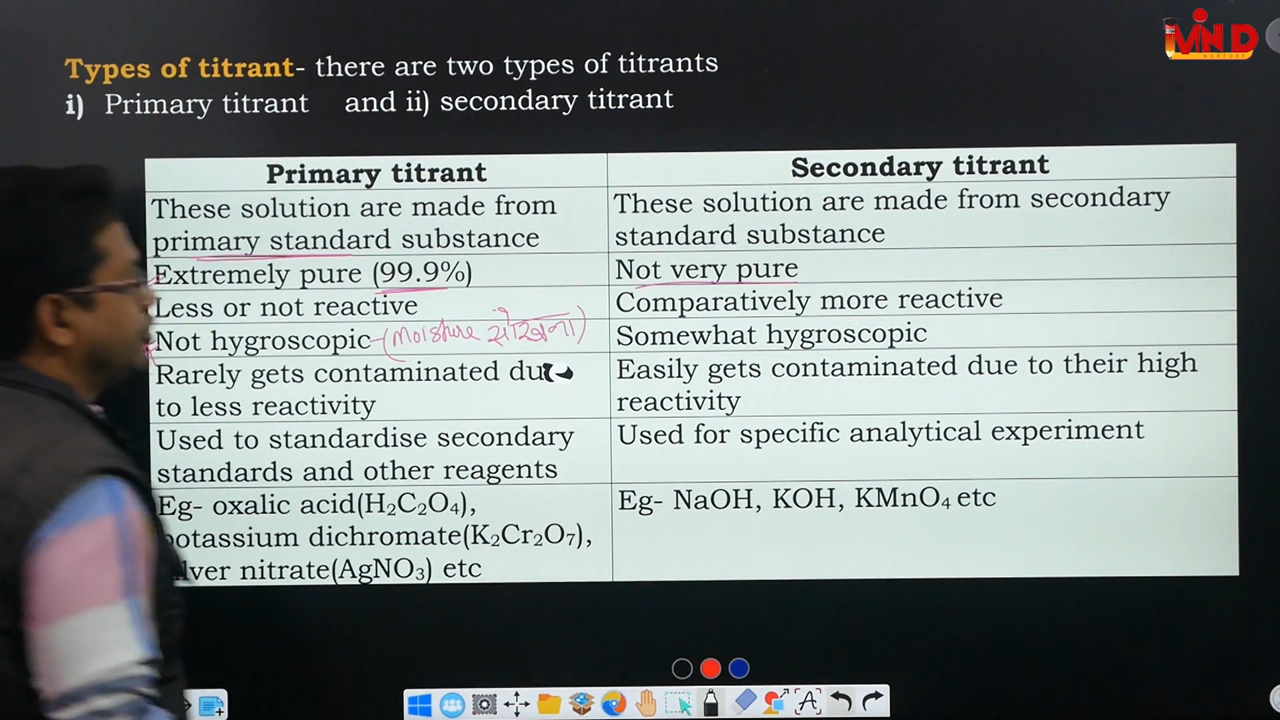 MIND
NURTURE
Types of titrant- there are two types of titrants
i) Primary titrant and ii) secondary titrant
Primary titrant
Secondary titrant
These solution are made from
primary standard substance
These solution are made from secondary
standard substance
Extremely pure (99.9%)
Not very pure
Less or not reactive
Comparatively more reactive
Not hygroscopic (Moisture सोखना)
Somewhat hygroscopic
Rarely gets contaminated du
to less reactivity
Easily gets contaminated due to their high
reactivity
Used to standardise secondary
standards and other reagents
Used for specific analytical experiment
Eg- oxalic acid(H₂C₂O₄),
potassium dichromate(K₂Cr₂O₇),
lver nitrate(AgNO₃) etc
Eg- NaOH, KOH, KMnO₄ etc